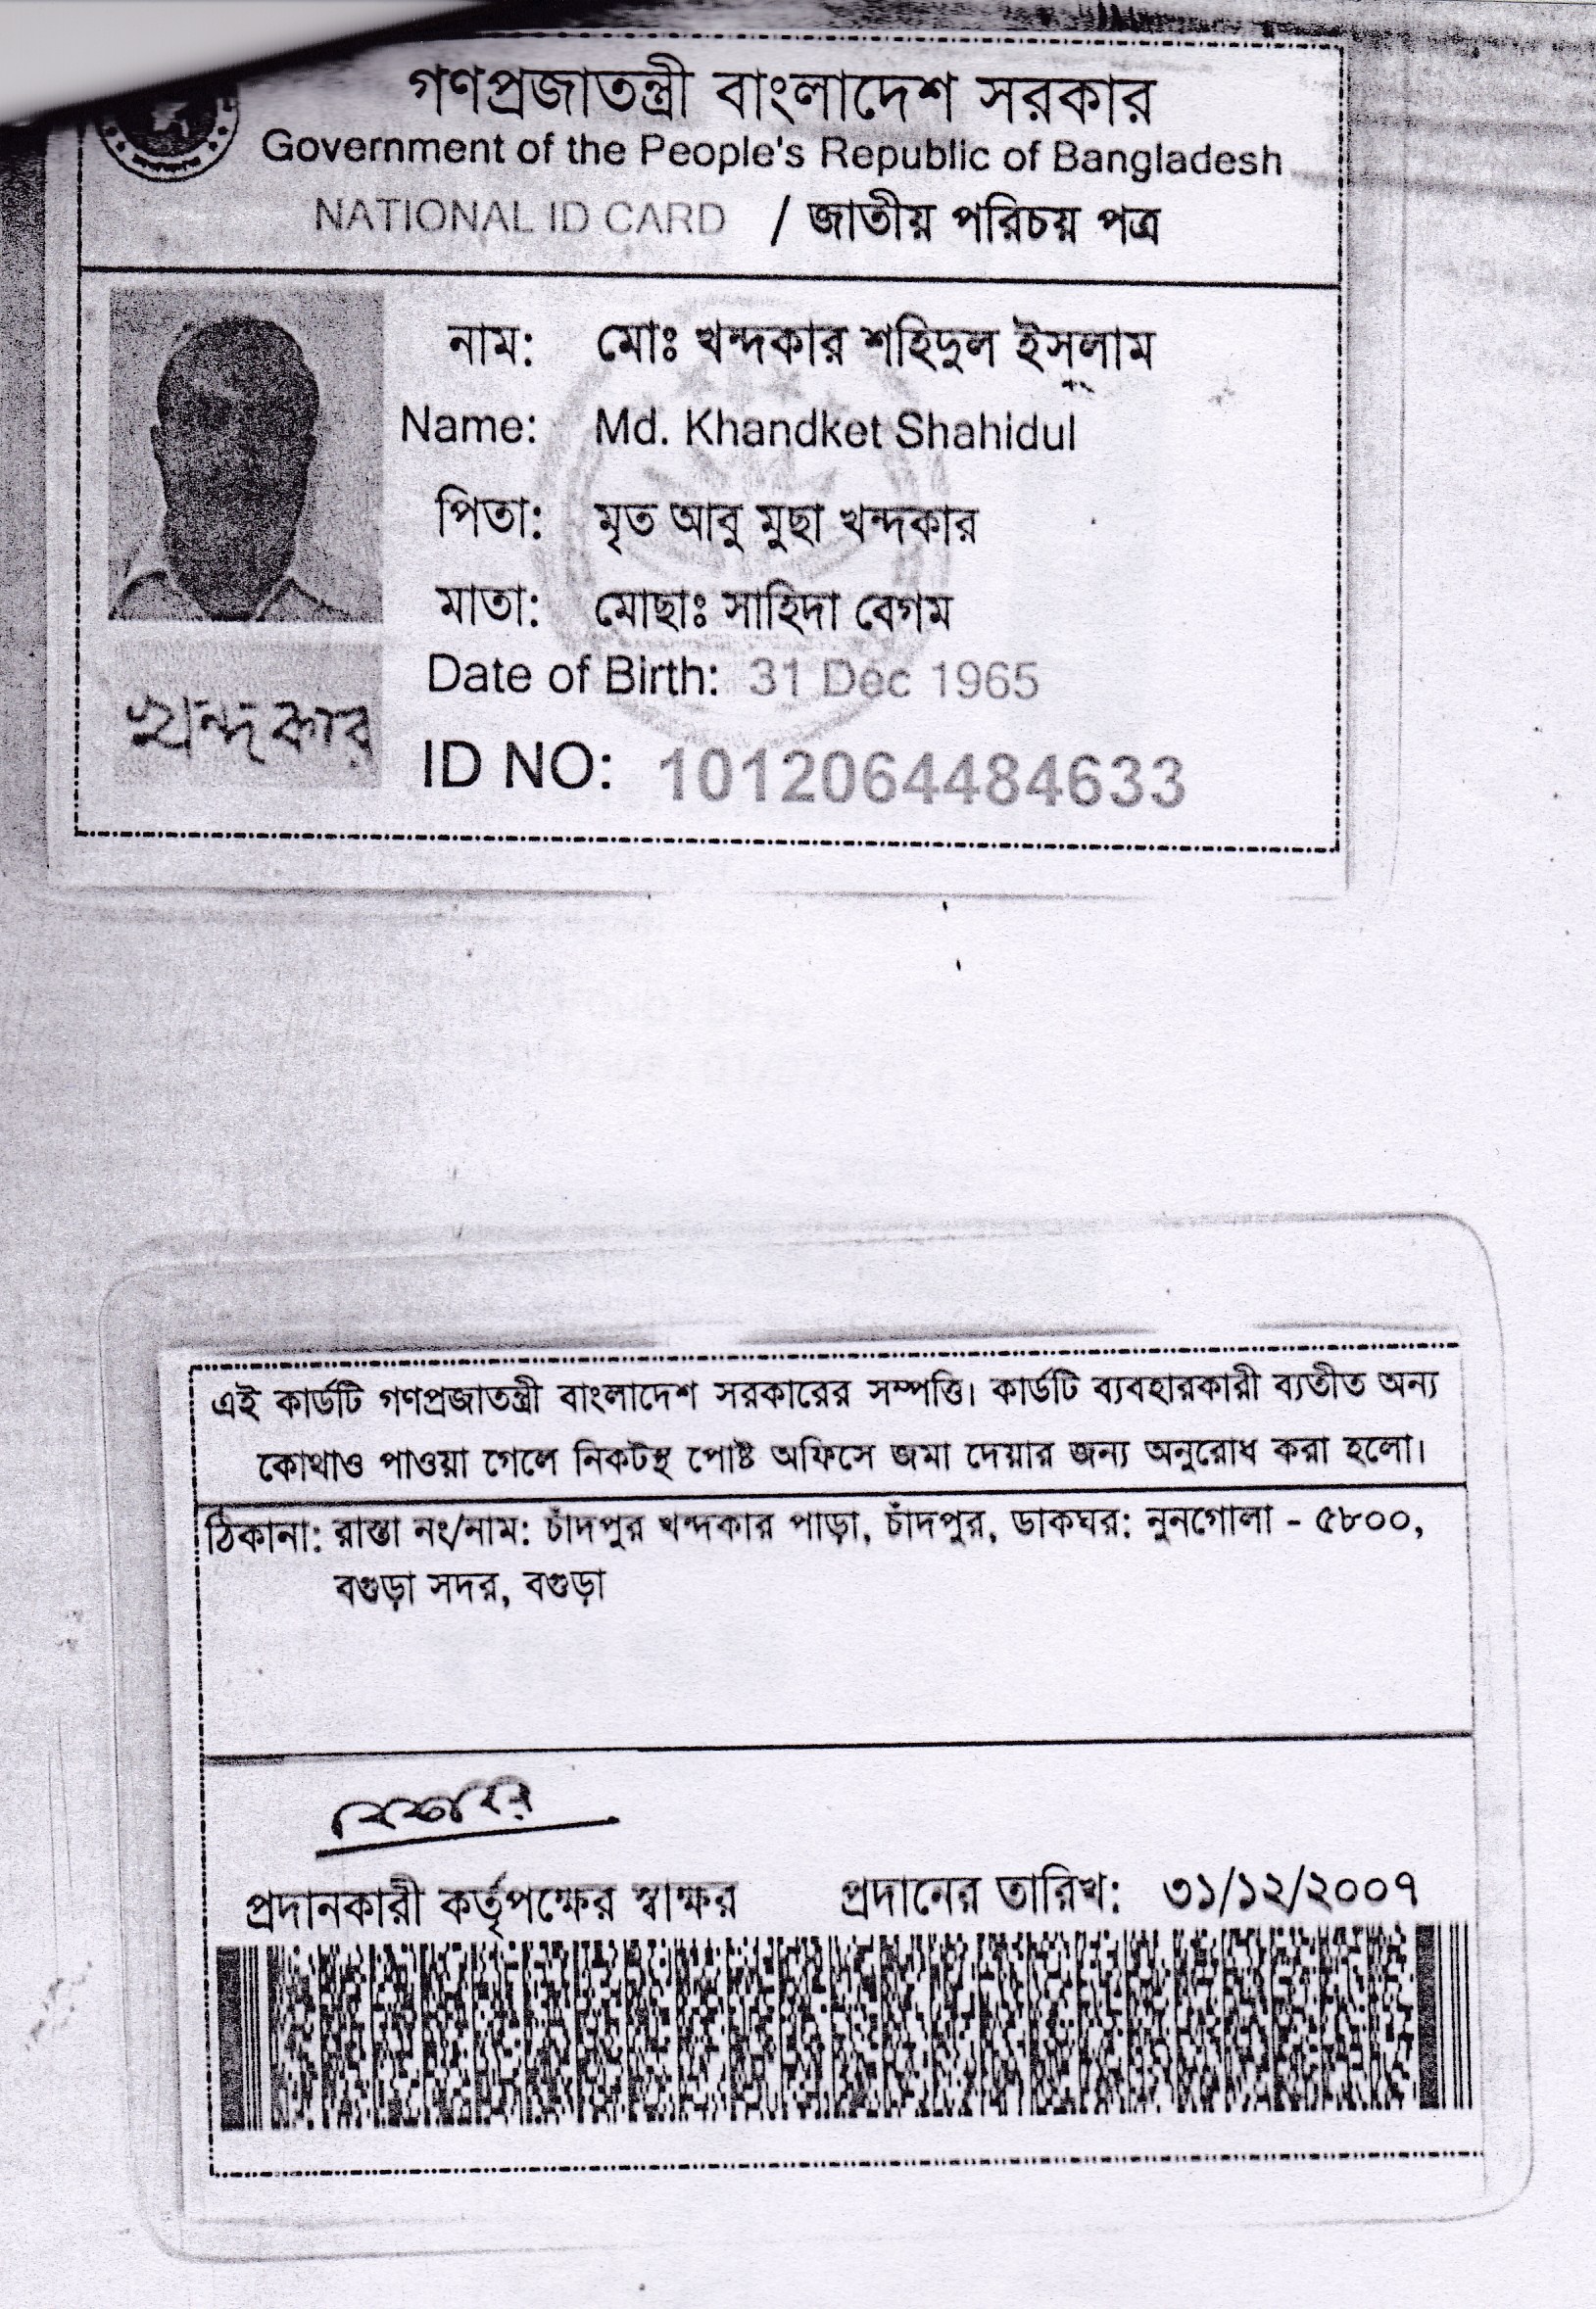 গণপ্রজাতন্ত্রী বাংলাদেশ সরকার
Government of the People's Republic of Bangladesh
NATIONAL ID CARD / জাতীয় পরিচয় পত্র
নাম: মোঃ খন্দকার শহিদুল ইসলাম
Name: Md. Khandket Shahidul
পিতা: মৃত আবু মুছা খন্দকার
মাতা: মোছাঃ সাহিদা বেগম
Date of Birth: 31 Dec 1965
খন্দকার
ID NO: 1012064484633
এই কার্ডটি গণপ্রজাতন্ত্রী বাংলাদেশ সরকারের সম্পত্তি। কার্ডটি ব্যবহারকারী ব্যতীত অন্য
কোথাও পাওয়া গেলে নিকটস্থ পোষ্ট অফিসে জমা দেয়ার জন্য অনুরোধ করা হলো।
ঠিকানা: রাস্তা নং/নাম: চাঁদপুর খন্দকার পাড়া, চাঁদপুর, ডাকঘর: নুনগোলা - ৫৮০০,
বগুড়া সদর, বগুড়া
প্রদানকারী কর্তৃপক্ষের স্বাক্ষর প্রদানের তারিখ: ৩১/১২/২০০৭